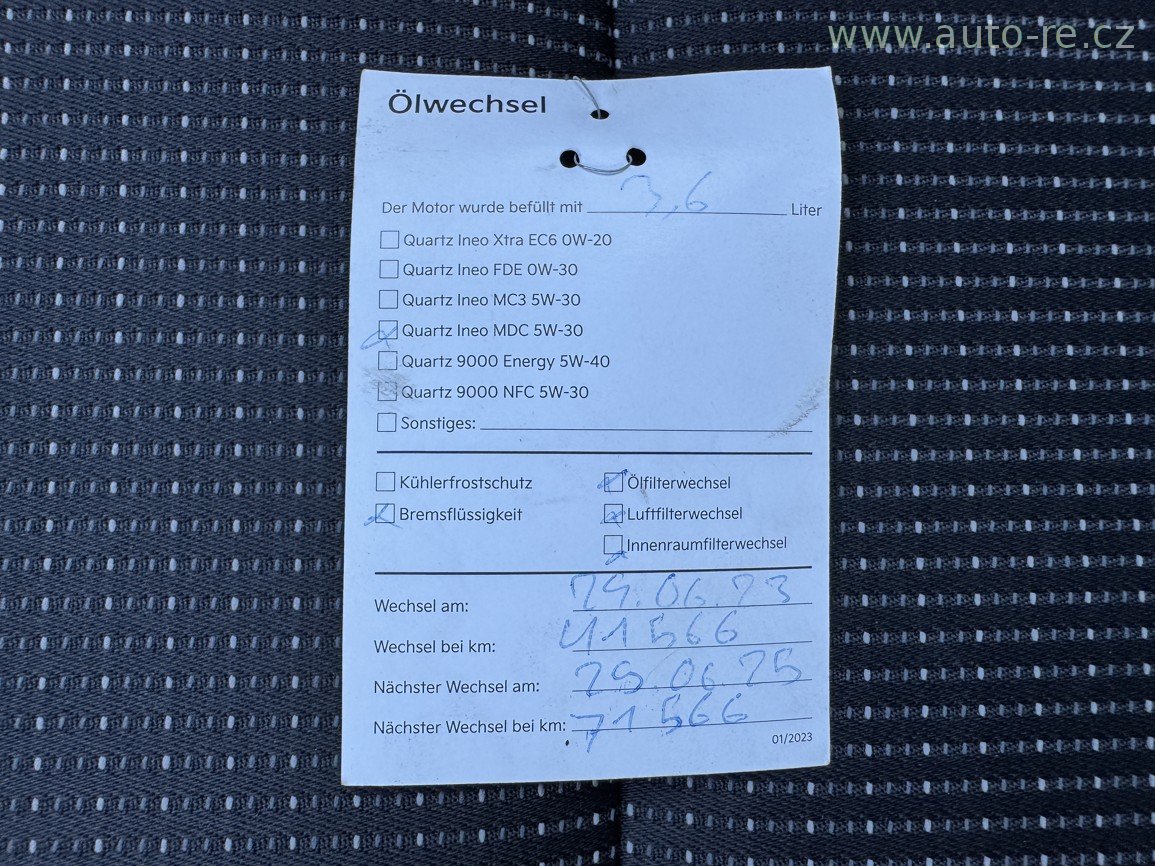 www.auto-re.cz
Ölwechsel
Der Motor wurde befüllt mit 3,6 Liter
Quartz Ineo Xtra EC6 0W-20
Quartz Ineo FDE 0W-30
Quartz Ineo MC3 5W-30
Quartz Ineo MDC 5W-30
Quartz 9000 Energy 5W-40
Quartz 9000 NFC 5W-30
Sonstiges:
Kühlerfrostschutz Ölfilterwechsel
Bremsflüssigkeit Luftfilterwechsel
Innenraumfilterwechsel
Wechsel am: 29.06.23
Wechsel bei km: 41566
Nächster Wechsel am: 29.06.25
Nächster Wechsel bei km: 71566
01/2023